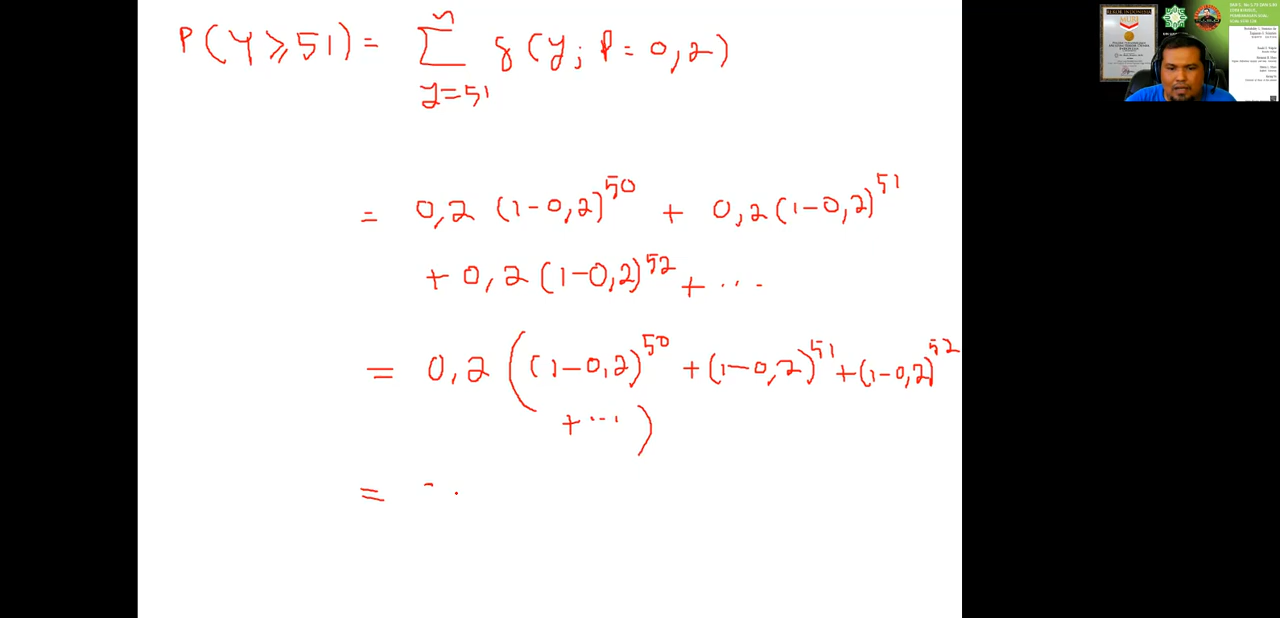 n
P(Y ≥ 51) = ∑ g(y; P = 0,2)
y=51
= 0,2 (1-0,2)^50 + 0,2 (1-0,2)^51
+ 0,2 (1-0,2)^52 + ...
= 0,2 ((1-0,2)^50 + (1-0,2)^51 + (1-0,2)^52
+ ...)
= ..
MURI